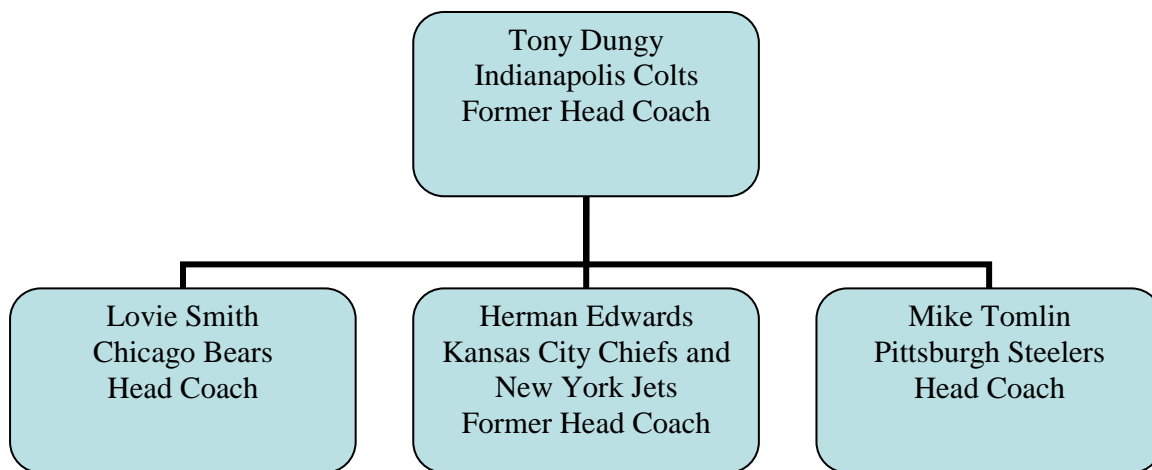 Tony Dungy
Indianapolis Colts
Former Head Coach
Lovie Smith
Chicago Bears
Head Coach
Herman Edwards
Kansas City Chiefs and
New York Jets
Former Head Coach
Mike Tomlin
Pittsburgh Steelers
Head Coach